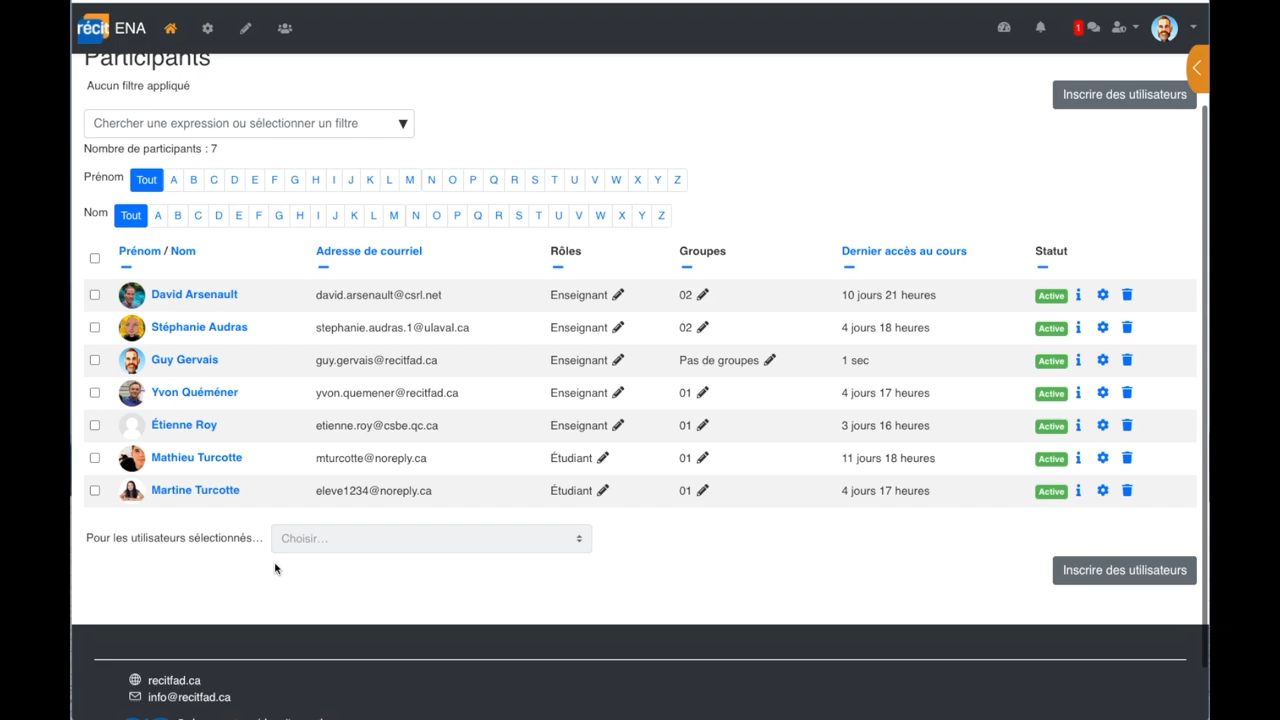 récit ENA
1
Participants
Aucun filtre appliqué
Inscrire des utilisateurs
Chercher une expression ou sélectionner un filtre ▼
Nombre de participants : 7
Prénom Tout A B C D E F G H I J K L M N O P Q R S T U V W X Y Z
Nom Tout A B C D E F G H I J K L M N O P Q R S T U V W X Y Z
Prénom / Nom Adresse de courriel Rôles Groupes Dernier accès au cours Statut
David Arsenault david.arsenault@csrl.net Enseignant 02 10 jours 21 heures Active
Stéphanie Audras stephanie.audras.1@ulaval.ca Enseignant 02 4 jours 18 heures Active
Guy Gervais guy.gervais@recitfad.ca Enseignant Pas de groupes 1 sec Active
Yvon Quéméner yvon.quemener@recitfad.ca Enseignant 01 4 jours 17 heures Active
Étienne Roy etienne.roy@csbe.qc.ca Enseignant 01 3 jours 16 heures Active
Mathieu Turcotte mturcotte@noreply.ca Étudiant 01 11 jours 18 heures Active
Martine Turcotte eleve1234@noreply.ca Étudiant 01 4 jours 17 heures Active
Pour les utilisateurs sélectionnés… Choisir...
Inscrire des utilisateurs
recitfad.ca
info@recitfad.ca